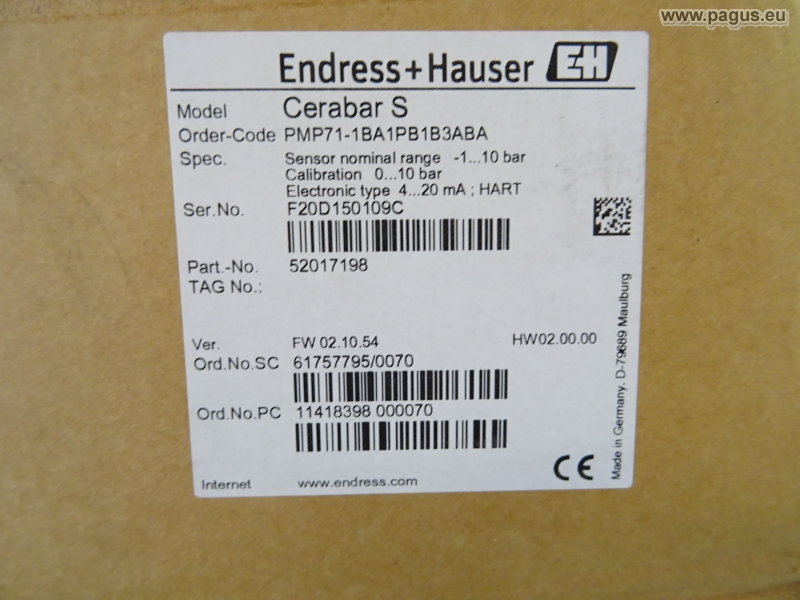 www.pagus.eu
Endress+Hauser EH
Model Cerabar S
Order-Code PMP71-1BA1PB1B3ABA
Spec. Sensor nominal range -1...10 bar
Calibration 0...10 bar
Electronic type 4...20 mA ; HART
Ser.No. F20D150109C
Part.-No. 52017198
TAG No.:
Ver. FW 02.10.54 HW02.00.00
Ord.No.SC 61757795/0070
Ord.No.PC 11418398 000070
Internet www.endress.com
CE
Made in Germany, D-79689 Maulburg